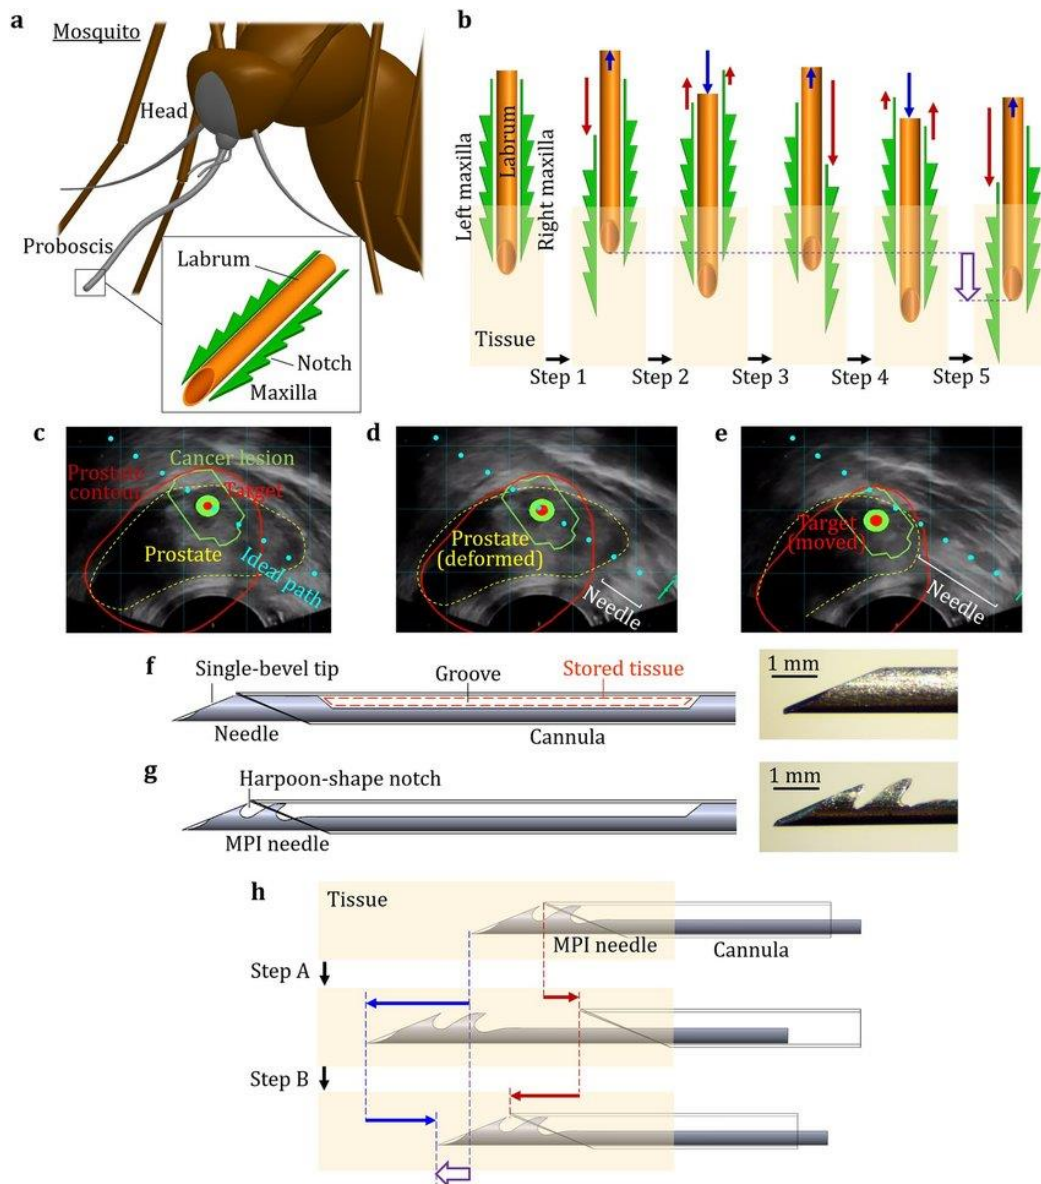 a
Mosquito
Head
Proboscis
Labrum
Notch
Maxilla
b
Left maxilla
Labrum
Right maxilla
Tissue
Step 1
Step 2
Step 3
Step 4
Step 5
c
Prostate
contour
Cancer lesion
Target
Prostate
Ideal path
d
Prostate
(deformed)
Needle
e
Target
(moved)
Needle
f
Single-bevel tip
Groove
Stored tissue
Needle
Cannula
1 mm
g
Harpoon-shape notch
MPI needle
1 mm
h
Tissue
MPI needle
Cannula
Step A
Step B